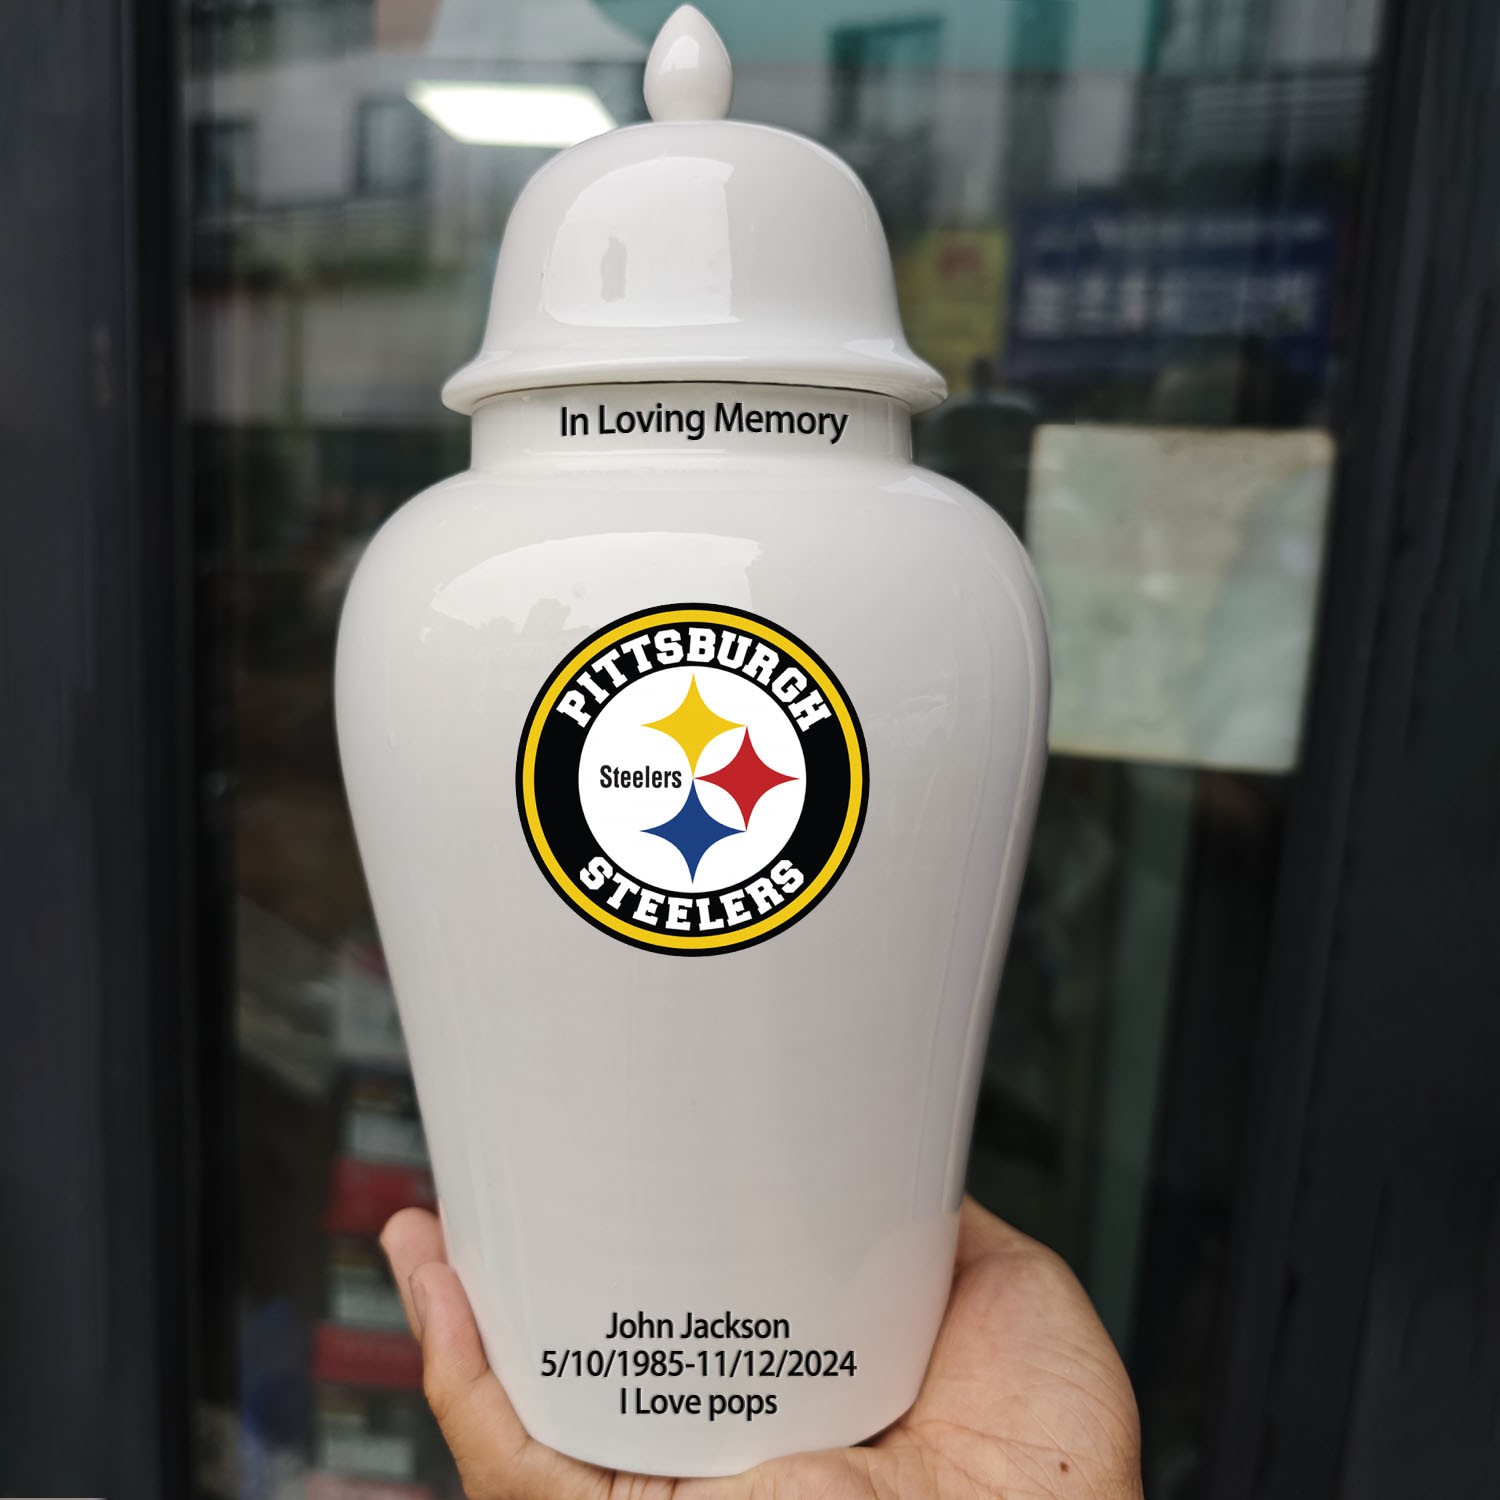 In Loving Memory
PITTSBURGH
Steelers
STEELERS
John Jackson
5/10/1985-11/12/2024
I Love pops